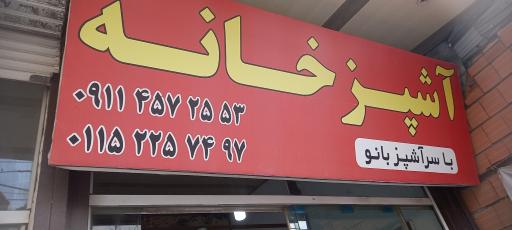 آشپزخانه
۰۹۱۱ ۴۵۷ ۲۵ ۵۳
۰۱۱۵ ۲۲۵ ۷۴ ۹۷
با سرآشپز بانو